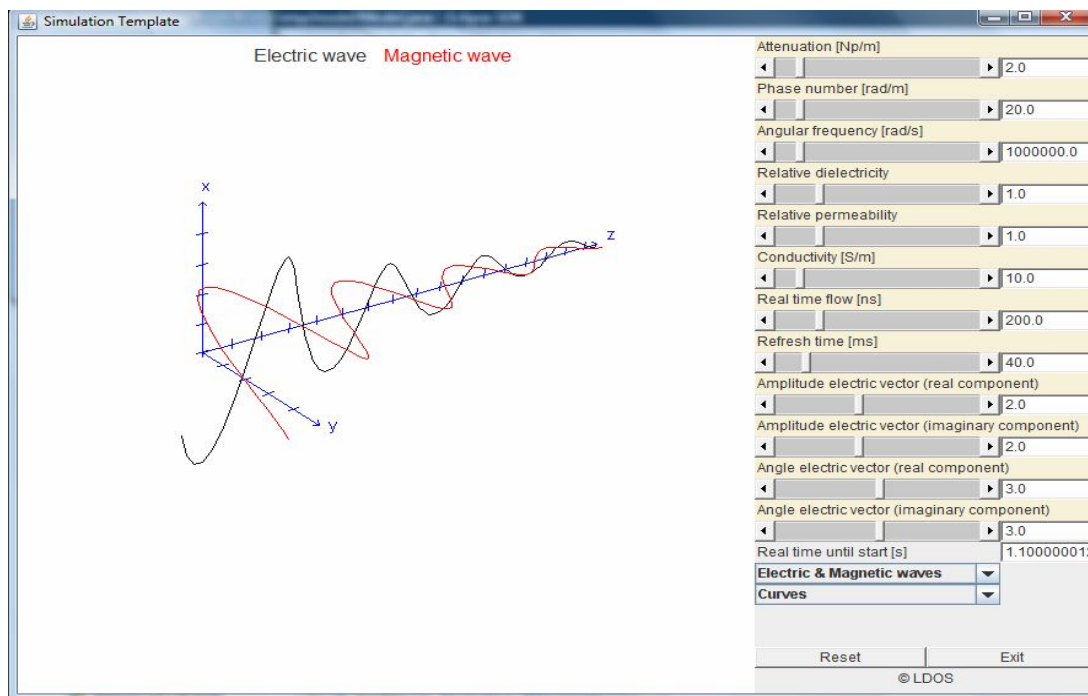 Simulation Template
Electric wave Magnetic wave
x
z
y
Attenuation [Np/m]
2.0
Phase number [rad/m]
20.0
Angular frequency [rad/s]
1000000.0
Relative dielectricity
1.0
Relative permeability
1.0
Conductivity [S/m]
10.0
Real time flow [ns]
200.0
Refresh time [ms]
40.0
Amplitude electric vector (real component)
2.0
Amplitude electric vector (imaginary component)
2.0
Angle electric vector (real component)
3.0
Angle electric vector (imaginary component)
3.0
Real time until start [s] 1.10000001
Electric & Magnetic waves
Curves
Reset Exit
© LDOS